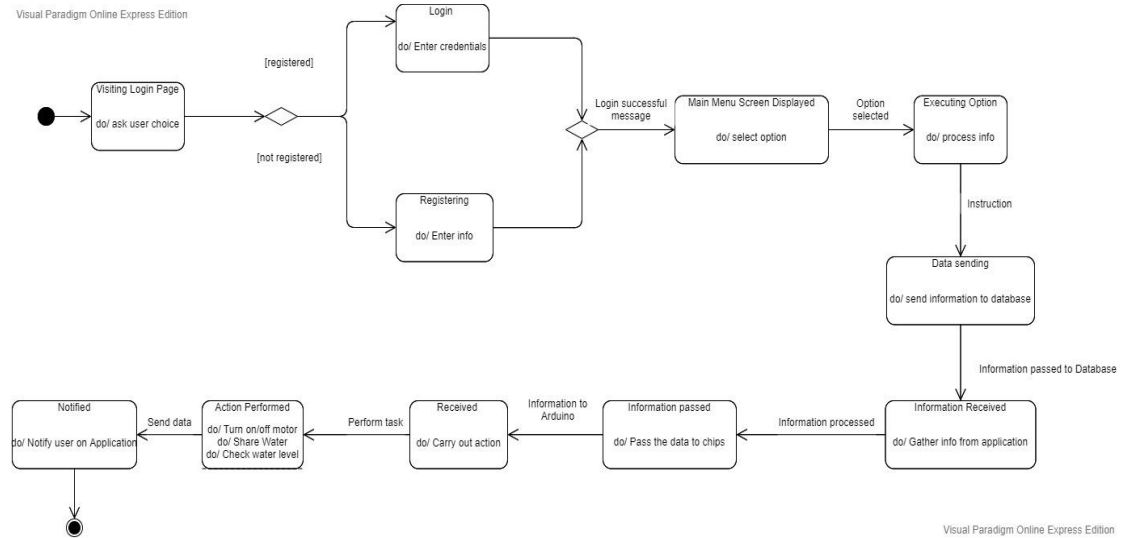 Visual Paradigm Online Express Edition
Visiting Login Page
do/ ask user choice
[registered]
[not registered]
Login
do/ Enter credentials
Registering
do/ Enter info
Login successful
message
Main Menu Screen Displayed
do/ select option
Option
selected
Executing Option
do/ process info
Instruction
Data sending
do/ send information to database
Information passed to Database
Information Received
do/ Gather info from application
Information processed
Information passed
do/ Pass the data to chips
Information to
Arduino
Received
do/ Carry out action
Perform task
Action Performed
do/ Turn on/off motor
do/ Share Water
do/ Check water level
Send data
Notified
do/ Notify user on Application
Visual Paradigm Online Express Edition